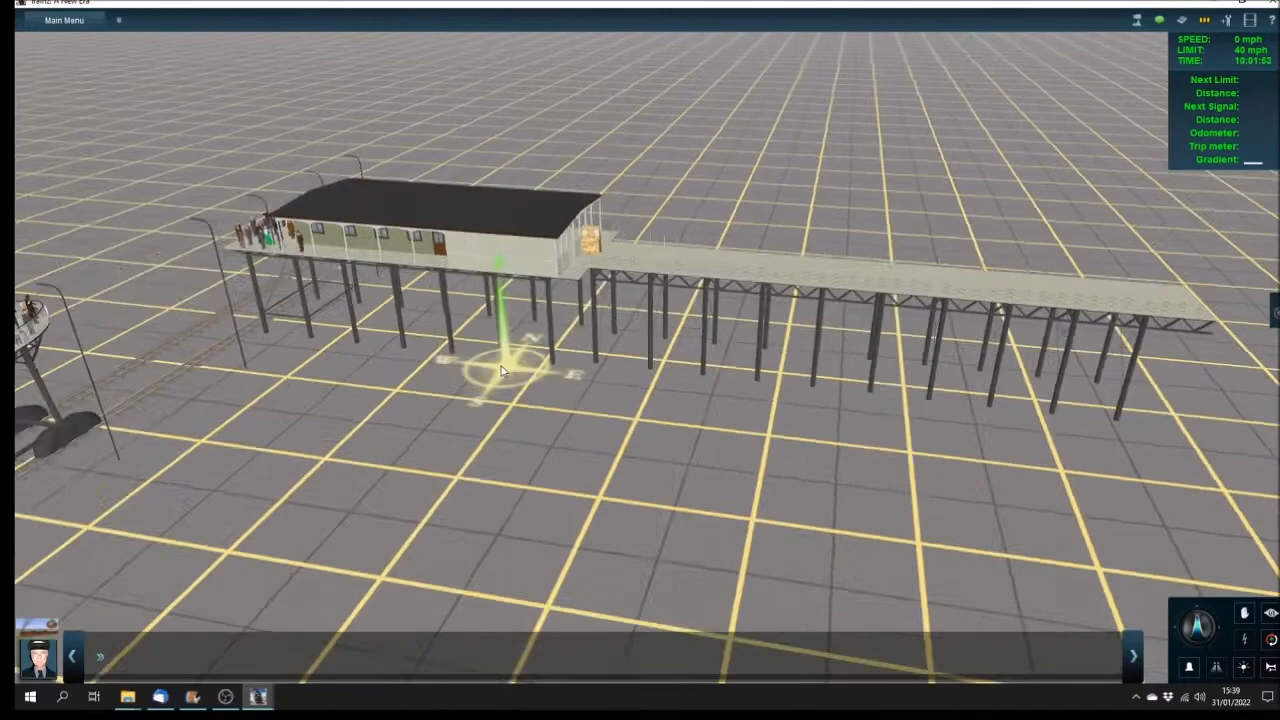 Trainz: A New Era
Main Menu
?
SPEED: 0 mph
LIMIT: 40 mph
TIME: 10:01:53
Next Limit:
Distance:
Next Signal:
Distance:
Odometer:
Trip meter:
Gradient:
N
E
S
15:39
31/01/2022